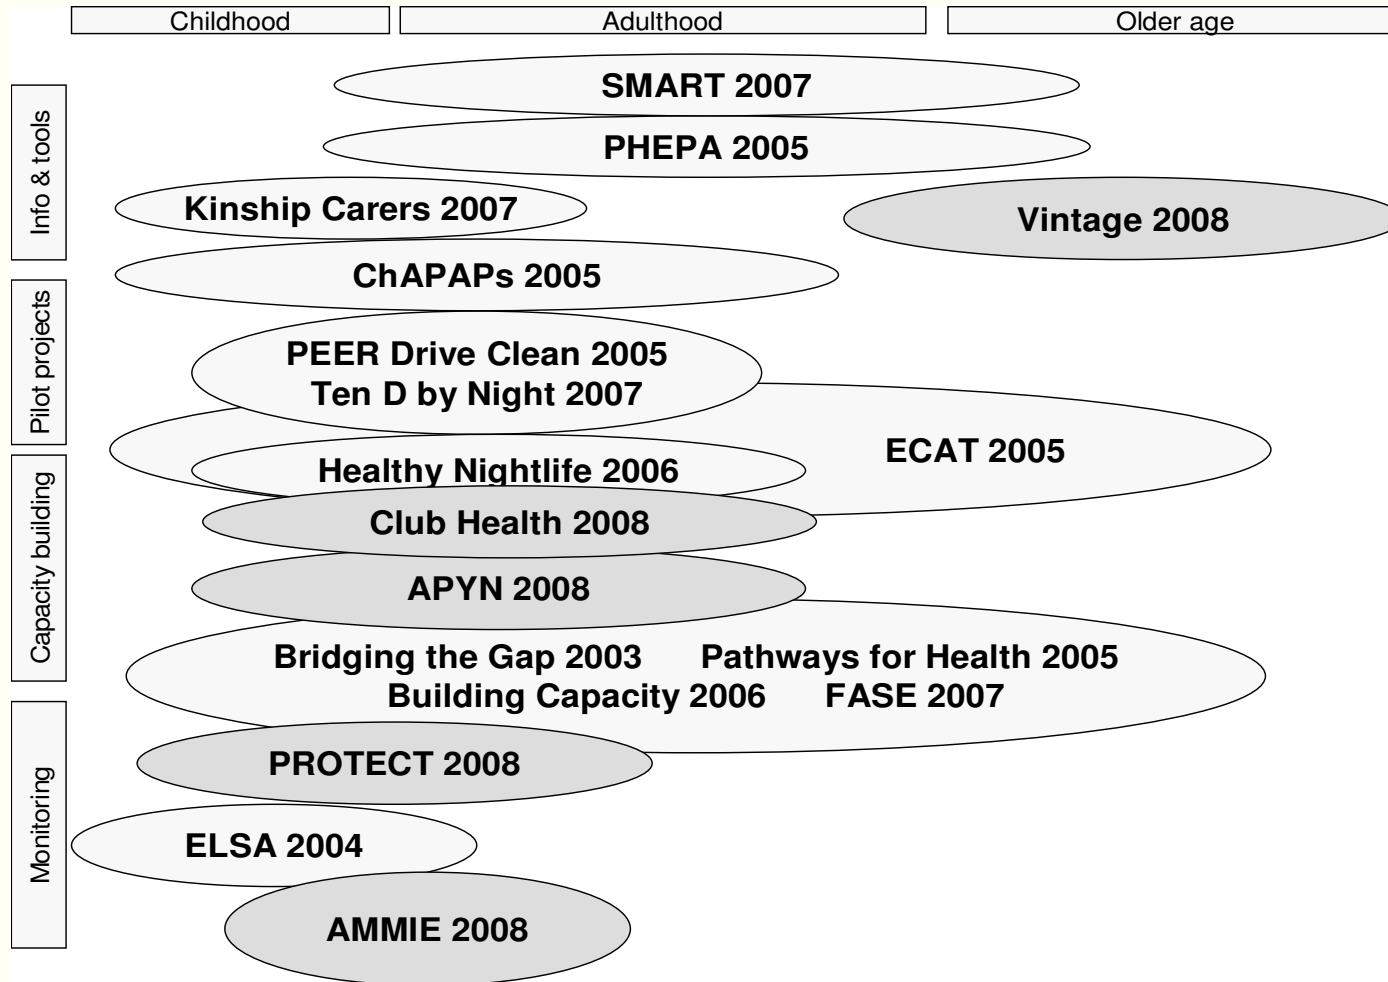 Childhood
Adulthood
Older age
Info & tools
Pilot projects
Capacity building
Monitoring
SMART 2007
PHEPA 2005
Kinship Carers 2007
Vintage 2008
ChAPAPs 2005
PEER Drive Clean 2005
Ten D by Night 2007
ECAT 2005
Healthy Nightlife 2006
Club Health 2008
APYN 2008
Bridging the Gap 2003 Pathways for Health 2005
Building Capacity 2006 FASE 2007
PROTECT 2008
ELSA 2004
AMMIE 2008